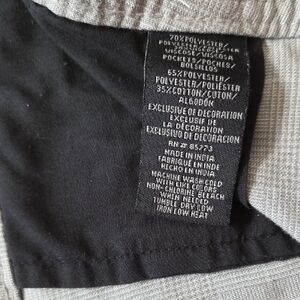 70% POLYESTER/
POLYESTER/POLIÉSTER
VISCOSE/VISCOSA
POCKETS/POCHES/
BOLSILLOS
65% POLYESTER/
POLYESTER/POLIÉSTER
35% COTTON/COTON/
ALGODÓN
EXCLUSIVE OF DECORATION
EXCLUSIF DE
LA DÉCORATION
EXCLUSIVO DE DECORACIÓN
RN# 85773
MADE IN INDIA
FABRIQUÉ EN INDE
HECHO EN INDIA
MACHINE WASH COLD
WITH LIKE COLORS
NON-CHLORINE BLEACH
WHEN NEEDED
TUMBLE DRY LOW
IRON LOW HEAT